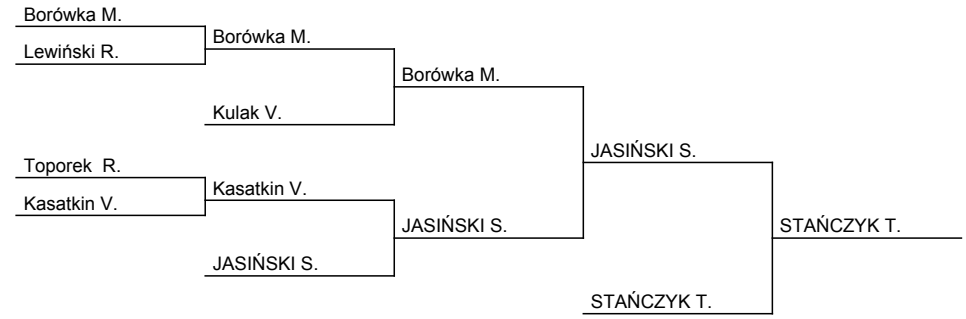 Borówka M.
Lewiński R.
Borówka M.
Borówka M.
Kulak V.
JASIŃSKI S.
Toporek  R.
Kasatkin V.
Kasatkin V.
JASIŃSKI S.
STAŃCZYK T.
JASIŃSKI S.
STAŃCZYK T.